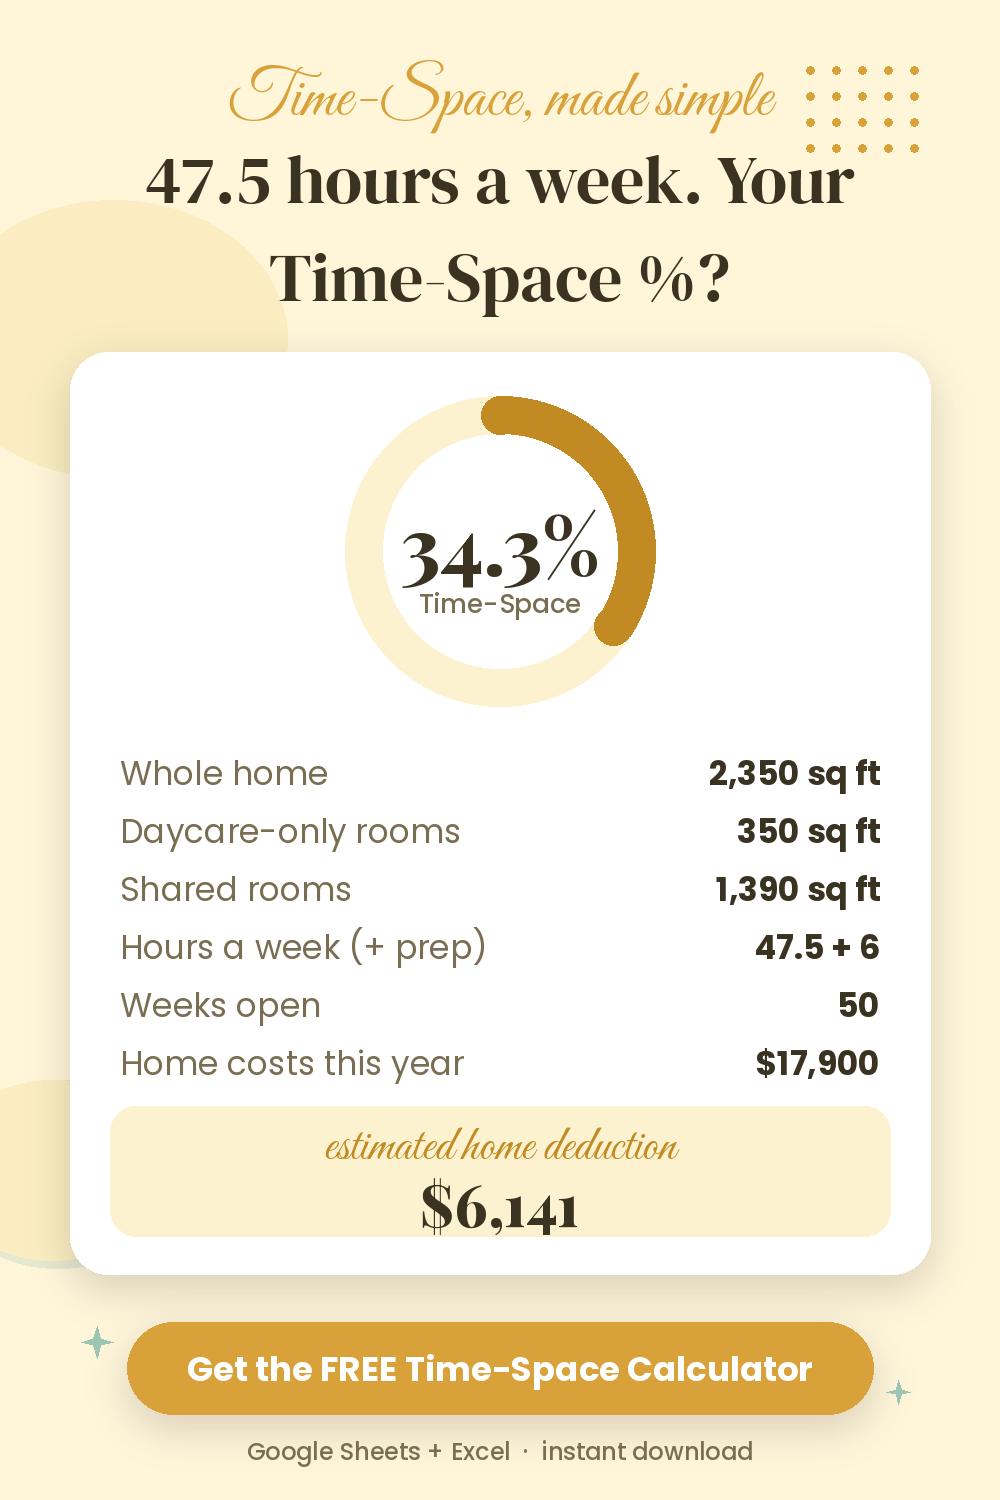 Time-Space, made simple
47.5 hours a week. Your
Time-Space %?
34.3%
Time-Space
Whole home 2,350 sq ft
Daycare-only rooms 350 sq ft
Shared rooms 1,390 sq ft
Hours a week (+ prep) 47.5 + 6
Weeks open 50
Home costs this year $17,900
estimated home deduction
$6,141
Get the FREE Time-Space Calculator
Google Sheets + Excel · instant download